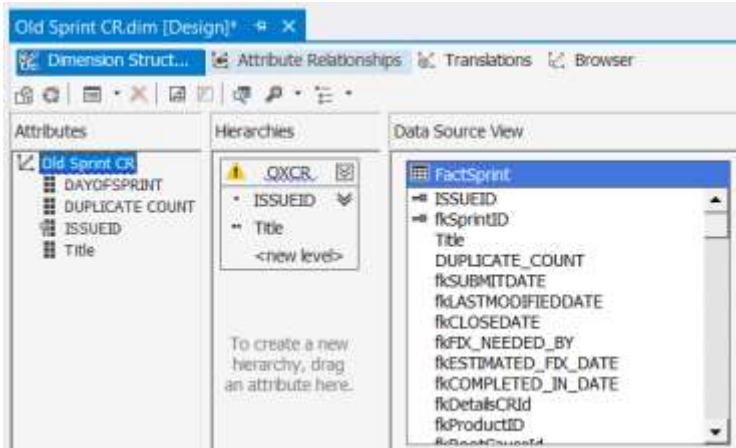 Old Sprint CR.dim [Design]*
Dimension Struct... Attribute Relationships Translations Browser
Attributes
Old Sprint CR
DAYOFSPRINT
DUPLICATE COUNT
ISSUEID
Title
Hierarchies
QXCR
ISSUEID
Title
<new level>
To create a new
hierarchy, drag
an attribute here.
Data Source View
FactSprint
ISSUEID
fkSprintID
Title
DUPLICATE_COUNT
fkSUBMITDATE
fkLASTMODIFIEDDATE
fkCLOSEDATE
fkFIX_NEEDED_BY
fkESTIMATED_FIX_DATE
fkCOMPLETED_IN_DATE
fkDetailsCRId
fkProductID
fkRootCauseId